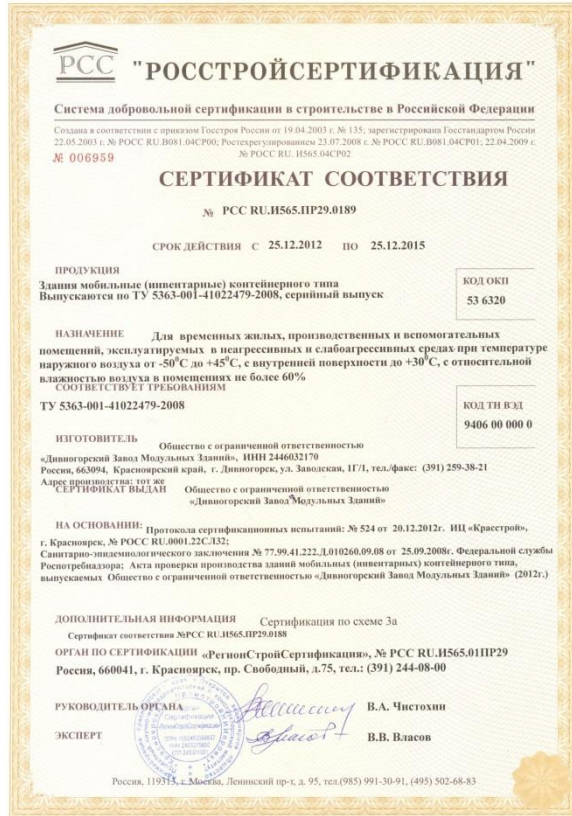 РСС
"РОССТРОЙСЕРТИФИКАЦИЯ"
Система добровольной сертификации в строительстве в Российской Федерации
Создана в соответствии с приказом Госстроя России от 19.04.2003 г. № 135; зарегистрирована Госстандартом России
22.05.2003 г. № РОСС RU.В081.04СР00; Ростехрегулированием 23.07.2008 г. № РОСС RU.В081.04СР01; 22.04.2009 г.
№ РОСС RU. И565.04СР02
№ 006959
СЕРТИФИКАТ СООТВЕТСТВИЯ
№ РСС RU.И565.ПР29.0189
СРОК ДЕЙСТВИЯ С 25.12.2012 ПО 25.12.2015
ПРОДУКЦИЯ
Здания мобильные (инвентарные) контейнерного типа
Выпускаются по ТУ 5363-001-41022479-2008, серийный выпуск
КОД ОКП
53 6320
НАЗНАЧЕНИЕ Для временных жилых, производственных и вспомогательных
помещений, эксплуатируемых в неагрессивных и слабоагрессивных средах при температуре
наружного воздуха от -50⁰С до +45⁰С, с внутренней поверхности до +30⁰С, с относительной
влажностью воздуха в помещениях не более 60%
СООТВЕТСТВУЕТ ТРЕБОВАНИЯМ
ТУ 5363-001-41022479-2008
КОД ТН ВЭД
9406 00 000 0
ИЗГОТОВИТЕЛЬ Общество с ограниченной ответственностью
«Дивногорский Завод Модульных Зданий», ИНН 2446032170
Россия, 663094, Красноярский край, г. Дивногорск, ул. Заводская, 1Г/1, тел./факс: (391) 259-38-21
Адрес производства: тот же
СЕРТИФИКАТ ВЫДАН Общество с ограниченной ответственностью
«Дивногорский Завод Модульных Зданий»
НА ОСНОВАНИИ: Протокола сертификационных испытаний: № 524 от 20.12.2012г. ИЦ «Красстрой»,
г. Красноярск, № РОСС RU.0001.22СЛ32;
Санитарно-эпидемиологического заключения № 77.99.41.222.Д.010260.09.08 от 25.09.2008г. Федеральной службы
Роспотребнадзора; Акта проверки производства зданий мобильных (инвентарных) контейнерного типа,
выпускаемых Общество с ограниченной ответственностью «Дивногорский Завод Модульных Зданий» (2012г.)
ДОПОЛНИТЕЛЬНАЯ ИНФОРМАЦИЯ Сертификация по схеме 3а
Сертификат соответствия №РСС RU.И565.ПР29.0188
ОРГАН ПО СЕРТИФИКАЦИИ «РегионСтройСертификация», № РСС RU.И565.01ПР29
Россия, 660041, г. Красноярск, пр. Свободный, д.75, тел.: (391) 244-08-00
РУКОВОДИТЕЛЬ ОРГАНА В.А. Чистохин
ЭКСПЕРТ В.В. Власов
Россия, 119313, г. Москва, Ленинский пр-т, д. 95, тел.(985) 991-30-91, (495) 502-68-83